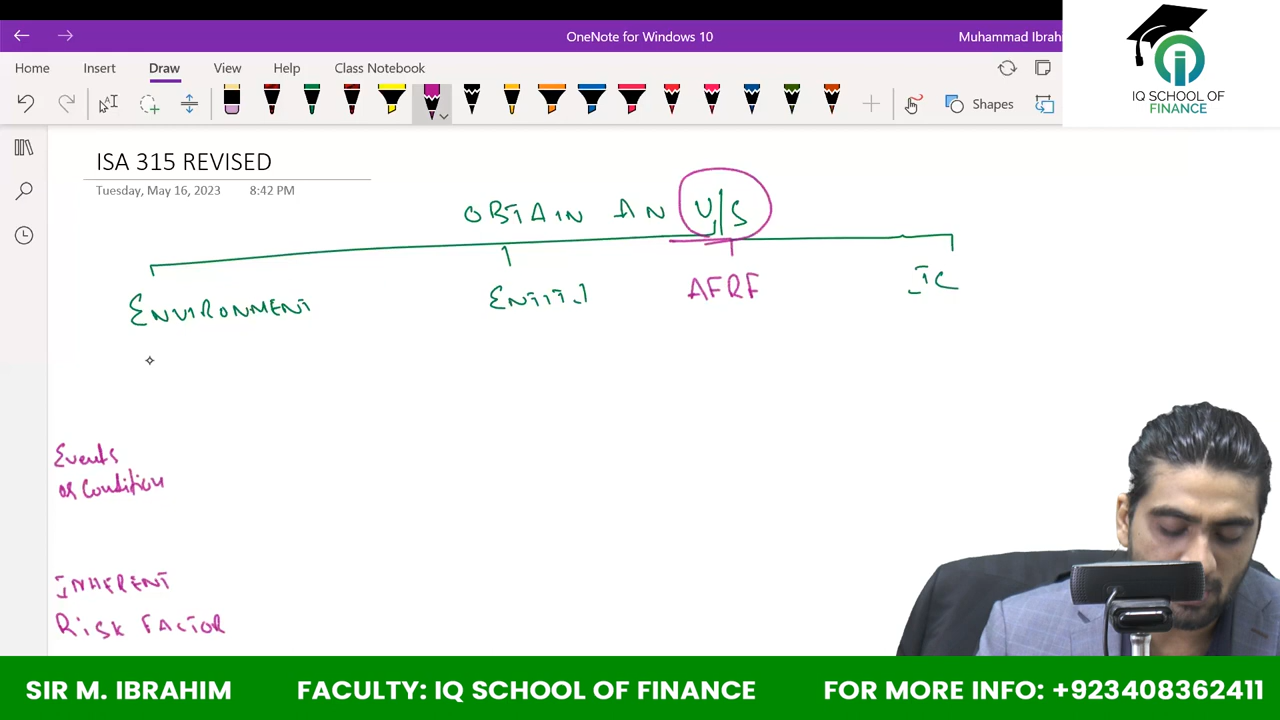 OneNote for Windows 10
Muhammad Ibrah
Home Insert Draw View Help Class Notebook
Shapes
IQ SCHOOL OF
FINANCE
ISA 315 REVISED
Tuesday, May 16, 2023 8:42 PM
OBTAIN AN U/S
ENVIRONMENT ENTITY AFRF IC
Events
or Condition
INHERENT
RISK FACTOR
SIR M. IBRAHIM FACULTY: IQ SCHOOL OF FINANCE FOR MORE INFO: +923408362411